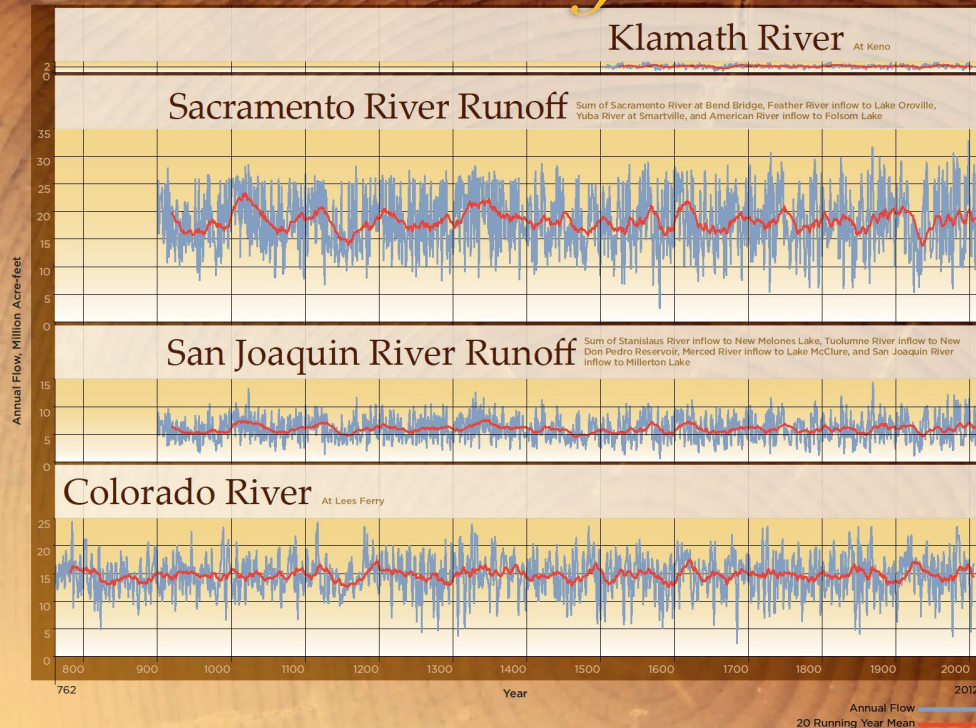 Klamath River At Keno
2
0
Sacramento River Runoff
Sum of Sacramento River at Bend Bridge, Feather River inflow to Lake Oroville,
Yuba River at Smartville, and American River inflow to Folsom Lake
35
30
25
20
15
10
5
0
San Joaquin River Runoff
Sum of Stanislaus River inflow to New Melones Lake, Tuolumne River inflow to New
Don Pedro Reservoir, Merced River inflow to Lake McClure, and San Joaquin River
inflow to Millerton Lake
15
10
5
0
Colorado River At Lees Ferry
25
20
15
10
5
0
Annual Flow, Million Acre-feet
800 900 1000 1100 1200 1300 1400 1500 1600 1700 1800 1900 2000
762 2012
Year
Annual Flow
20 Running Year Mean